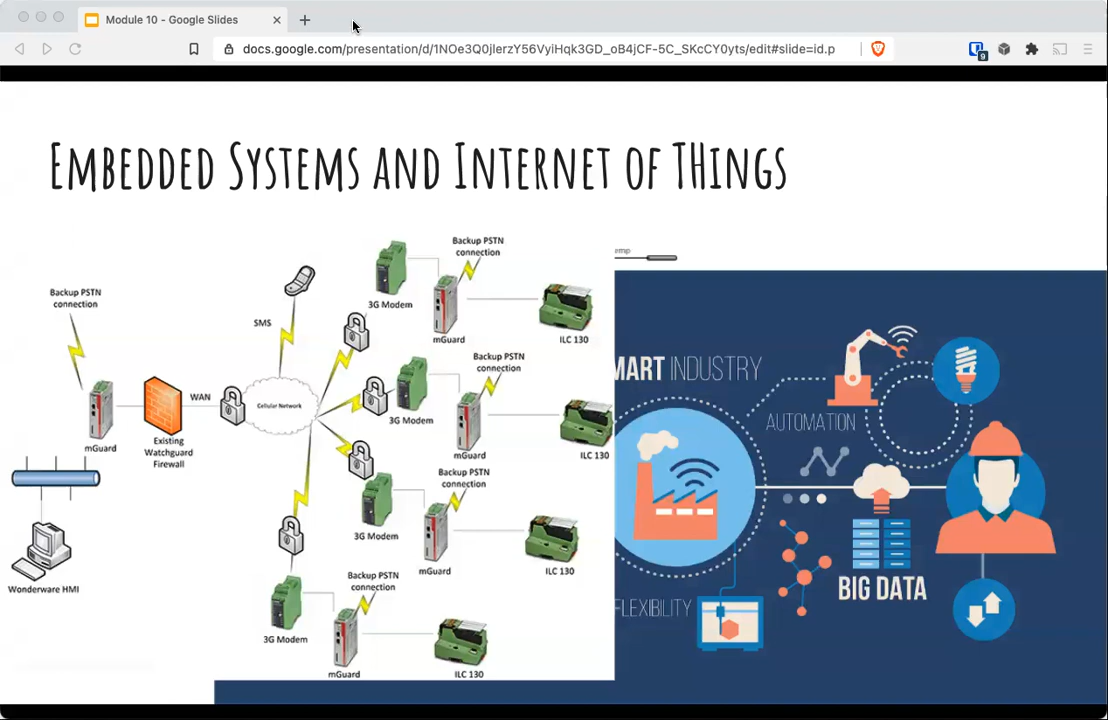 Module 10 - Google Slides
docs.google.com/presentation/d/1NOe3Q0jIerzY56VyiHqk3GD_oB4jCF-5C_SKcCY0yts/edit#slide=id.p
9
Embedded Systems and Internet of THings
Backup PSTN
connection
mGuard
Existing
Watchguard
Firewall
WAN
Wonderware HMI
SMS
Cellular Network
3G Modem
Backup PSTN
connection
mGuard
ILC 130
3G Modem
Backup PSTN
connection
mGuard
ILC 130
3G Modem
Backup PSTN
connection
mGuard
ILC 130
3G Modem
Backup PSTN
connection
mGuard
ILC 130
emp
MART INDUSTRY
AUTOMATION
BIG DATA
FLEXIBILITY